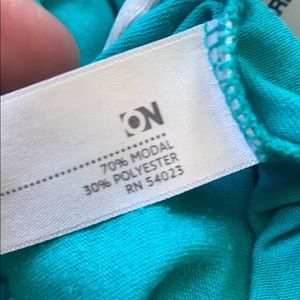 ON
70% MODAL
30% POLYESTER
RN 54023